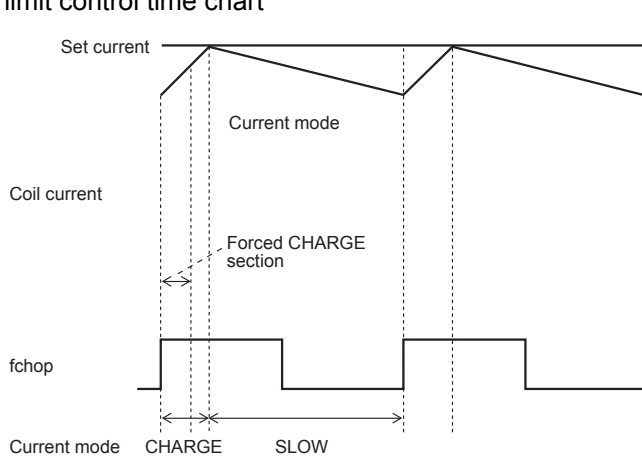 limit control time chart
Set current
Current mode
Coil current
Forced CHARGE
section
fchop
Current mode CHARGE SLOW